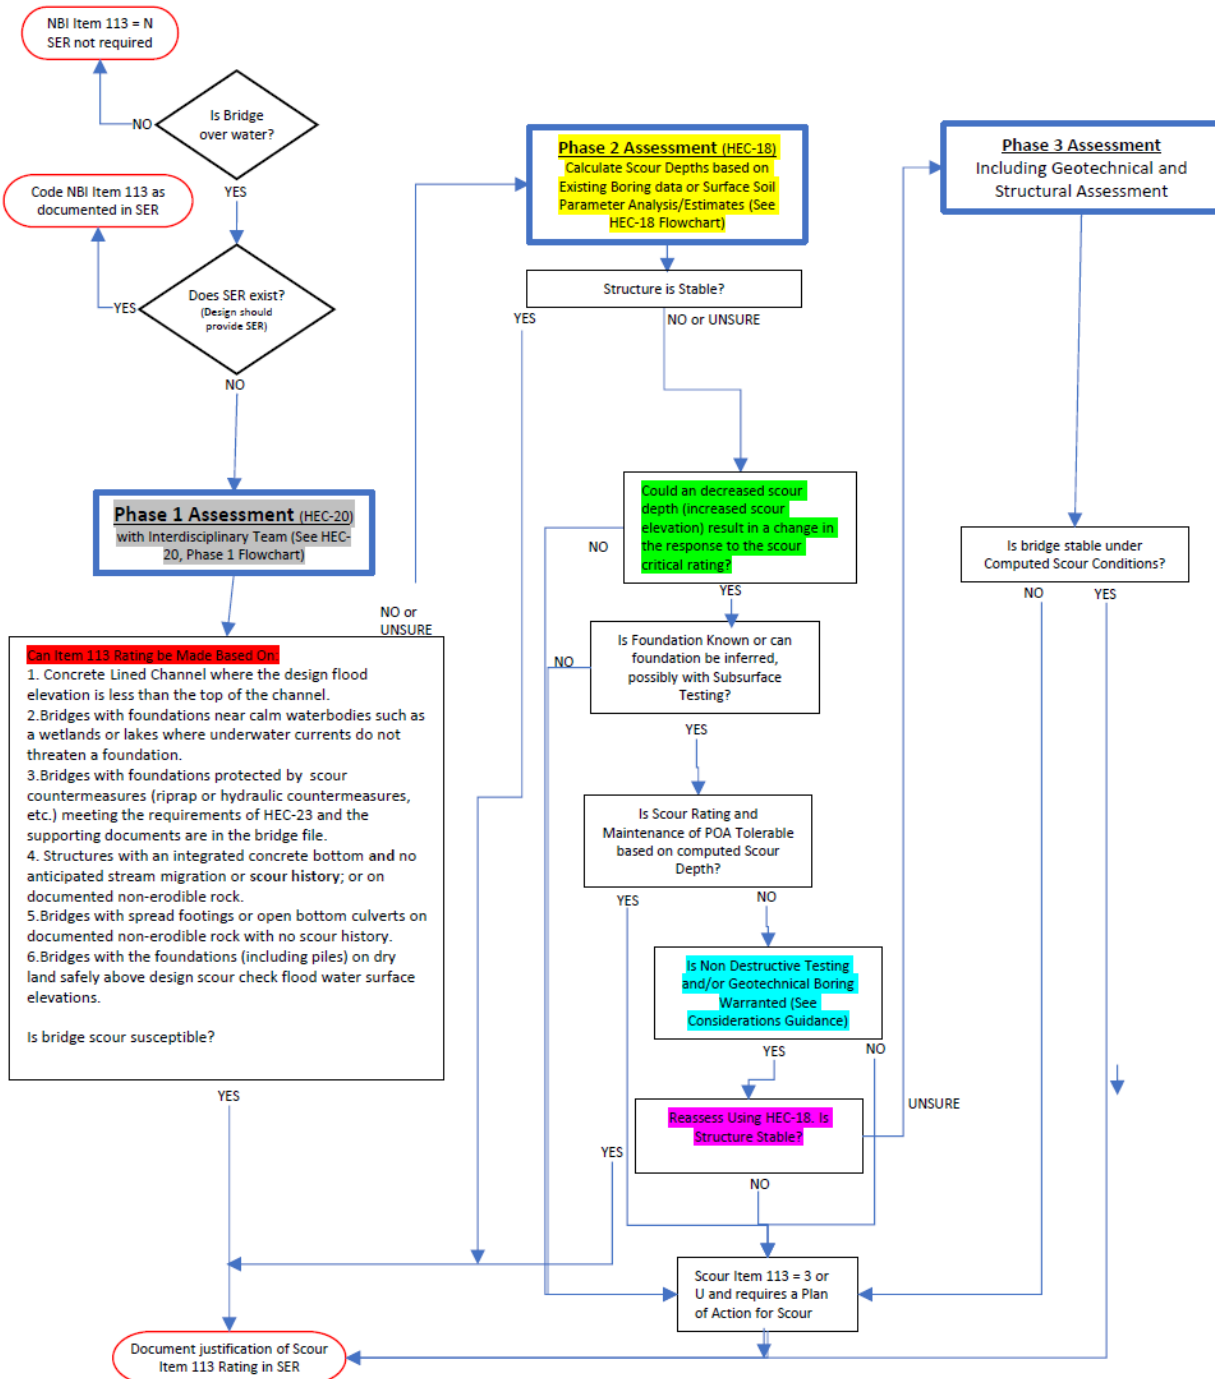 NBI Item 113 = N
SER not required
Is Bridge
over water?
NO
YES
Code NBI Item 113 as
documented in SER
Does SER exist?
(Design should
provide SER)
YES
NO
Phase 1 Assessment (HEC-20)
with Interdisciplinary Team (See HEC-
20, Phase 1 Flowchart)
NO or
UNSURE
Can Item 113 Rating be Made Based On:
1. Concrete Lined Channel where the design flood
elevation is less than the top of the channel.
2.Bridges with foundations near calm waterbodies such as
a wetlands or lakes where underwater currents do not
threaten a foundation.
3.Bridges with foundations protected by scour
countermeasures (riprap or hydraulic countermeasures,
etc.) meeting the requirements of HEC-23 and the
supporting documents are in the bridge file.
4. Structures with an integrated concrete bottom and no
anticipated stream migration or scour history; or on
documented non-erodible rock.
5.Bridges with spread footings or open bottom culverts on
documented non-erodible rock with no scour history.
6.Bridges with the foundations (including piles) on dry
land safely above design scour check flood water surface
elevations.
Is bridge scour susceptible?
YES
Document justification of Scour
Item 113 Rating in SER
Phase 2 Assessment (HEC-18)
Calculate Scour Depths based on
Existing Boring data or Surface Soil
Parameter Analysis/Estimates (See
HEC-18 Flowchart)
Structure is Stable?
YES
NO or UNSURE
Could an decreased scour
depth (increased scour
elevation) result in a change in
the response to the scour
critical rating?
NO
YES
Is Foundation Known or can
foundation be inferred,
possibly with Subsurface
Testing?
NO
YES
Is Scour Rating and
Maintenance of POA Tolerable
based on computed Scour
Depth?
YES
NO
Is Non Destructive Testing
and/or Geotechnical Boring
Warranted (See
Considerations Guidance)
YES
NO
Reassess Using HEC-18. Is
Structure Stable?
YES
UNSURE
NO
Scour Item 113 = 3 or
U and requires a Plan
of Action for Scour
Phase 3 Assessment
Including Geotechnical and
Structural Assessment
Is bridge stable under
Computed Scour Conditions?
NO
YES